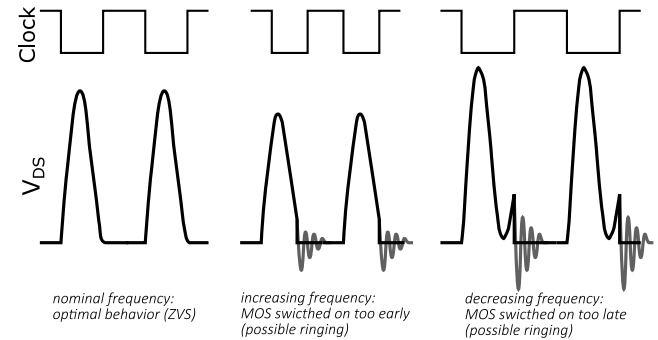 Clock
VDS
nominal frequency:
optimal behavior (ZVS)
increasing frequency:
MOS swicthed on too early
(possible ringing)
decreasing frequency:
MOS swicthed on too late
(possible ringing)